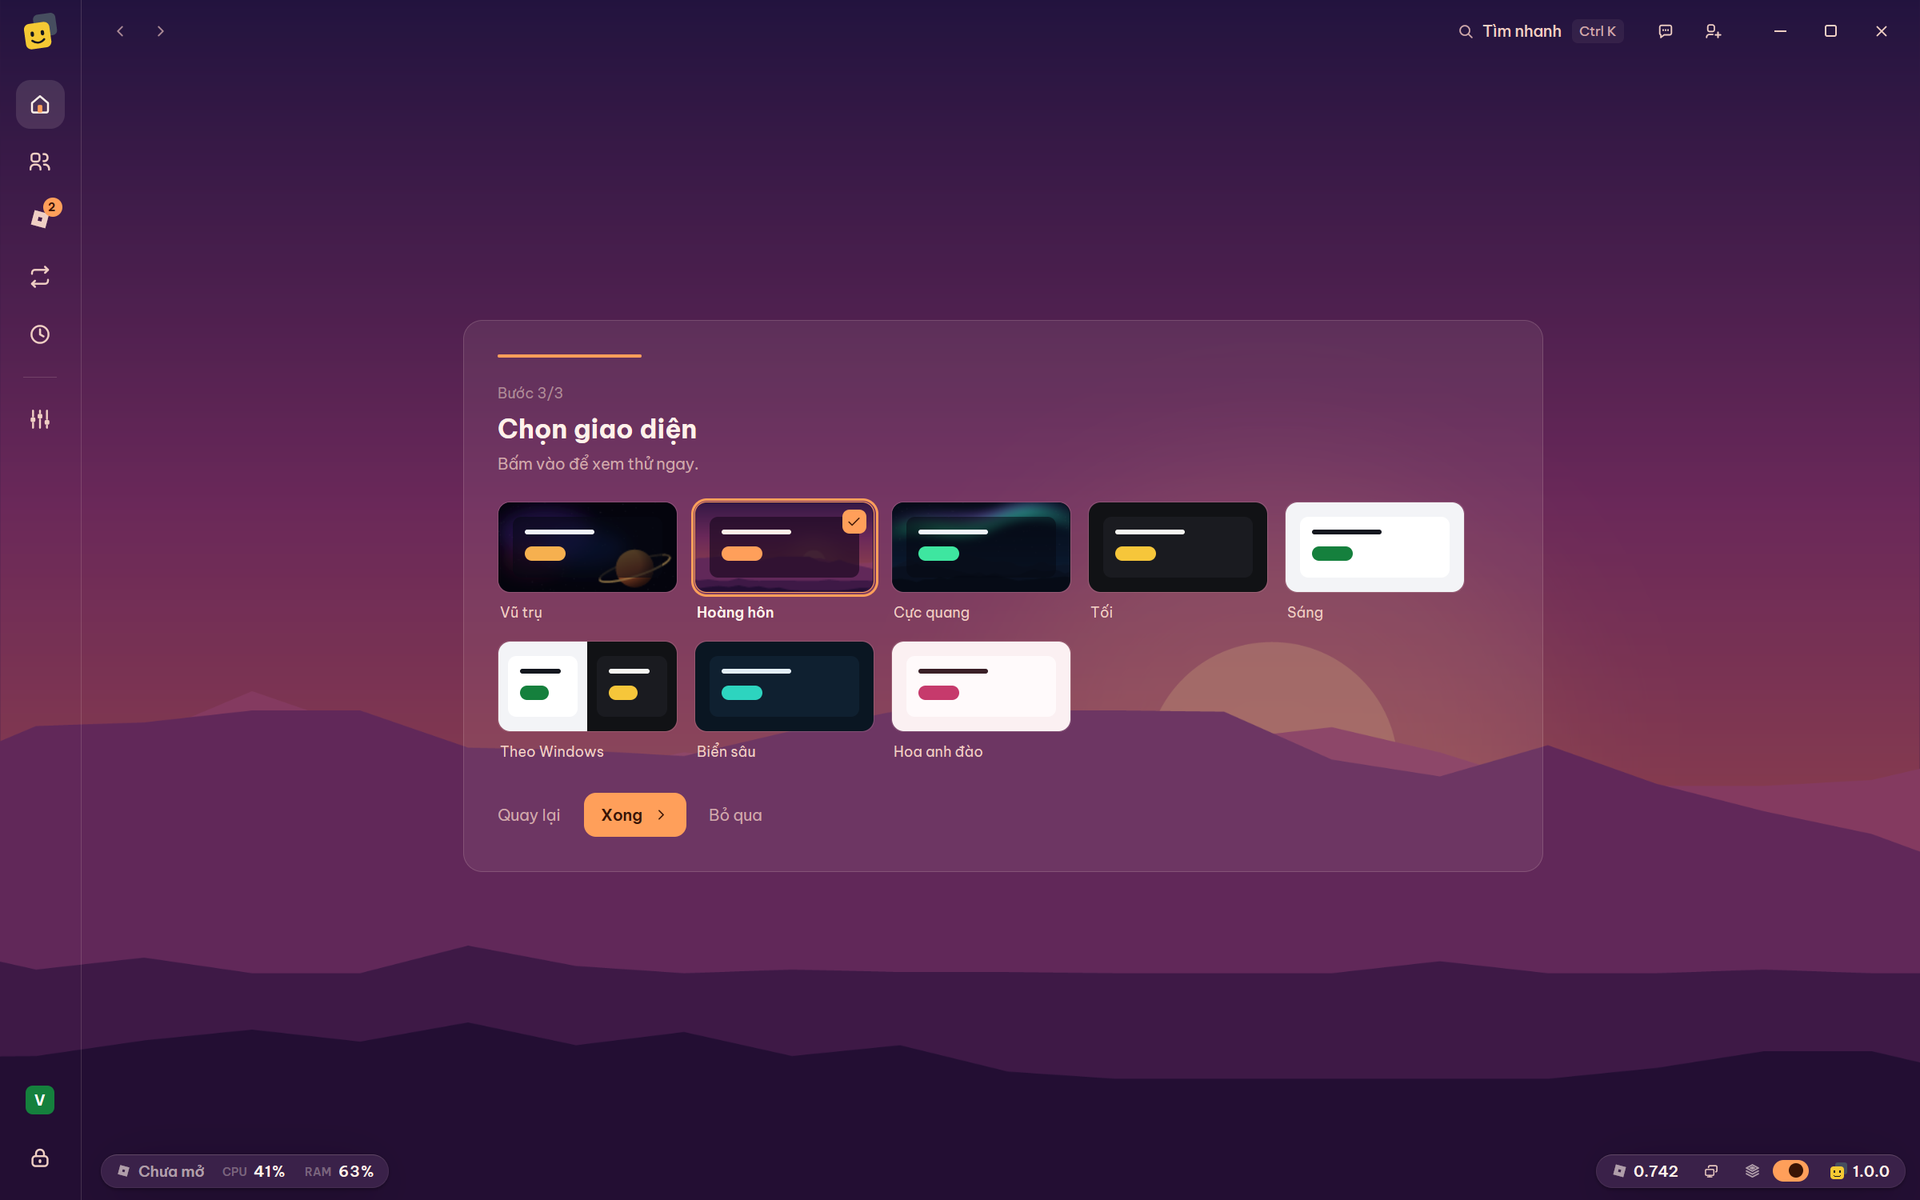 Tìm nhanh Ctrl K
2
Bước 3/3
Chọn giao diện
Bấm vào để xem thử ngay.
Vũ trụ
Hoàng hôn
Cực quang
Tối
Sáng
Theo Windows
Biển sâu
Hoa anh đào
Quay lại
Xong
Bỏ qua
V
Chưa mở CPU 41% RAM 63%
0.742
1.0.0